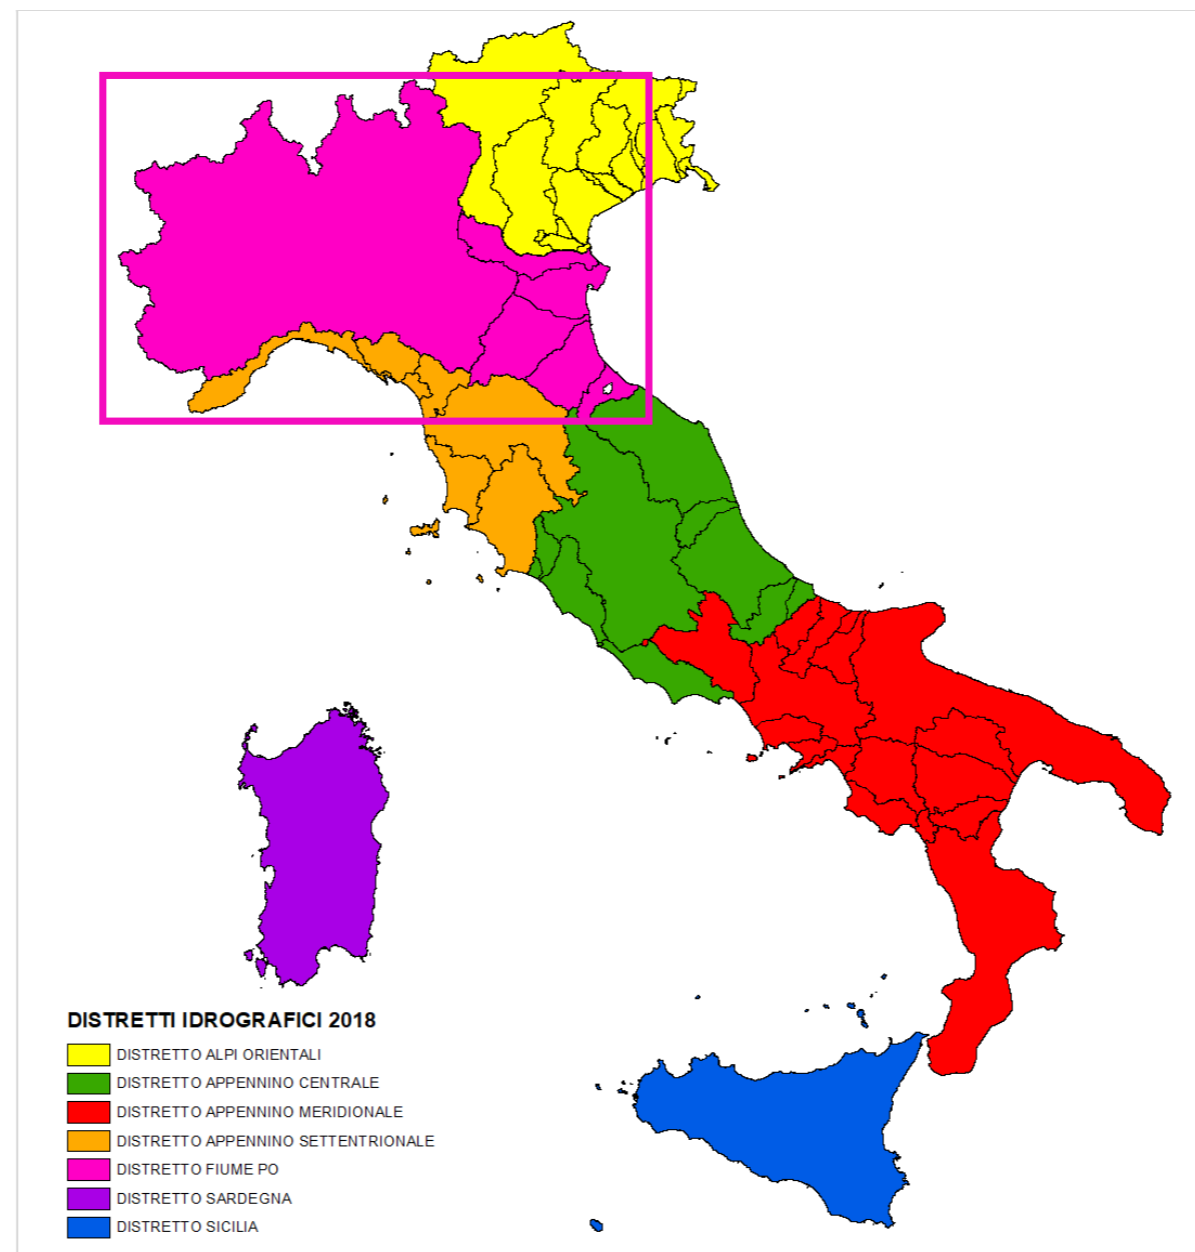 DISTRETTI IDROGRAFICI 2018
DISTRETTO ALPI ORIENTALI
DISTRETTO APPENNINO CENTRALE
DISTRETTO APPENNINO MERIDIONALE
DISTRETTO APPENNINO SETTENTRIONALE
DISTRETTO FIUME PO
DISTRETTO SARDEGNA
DISTRETTO SICILIA